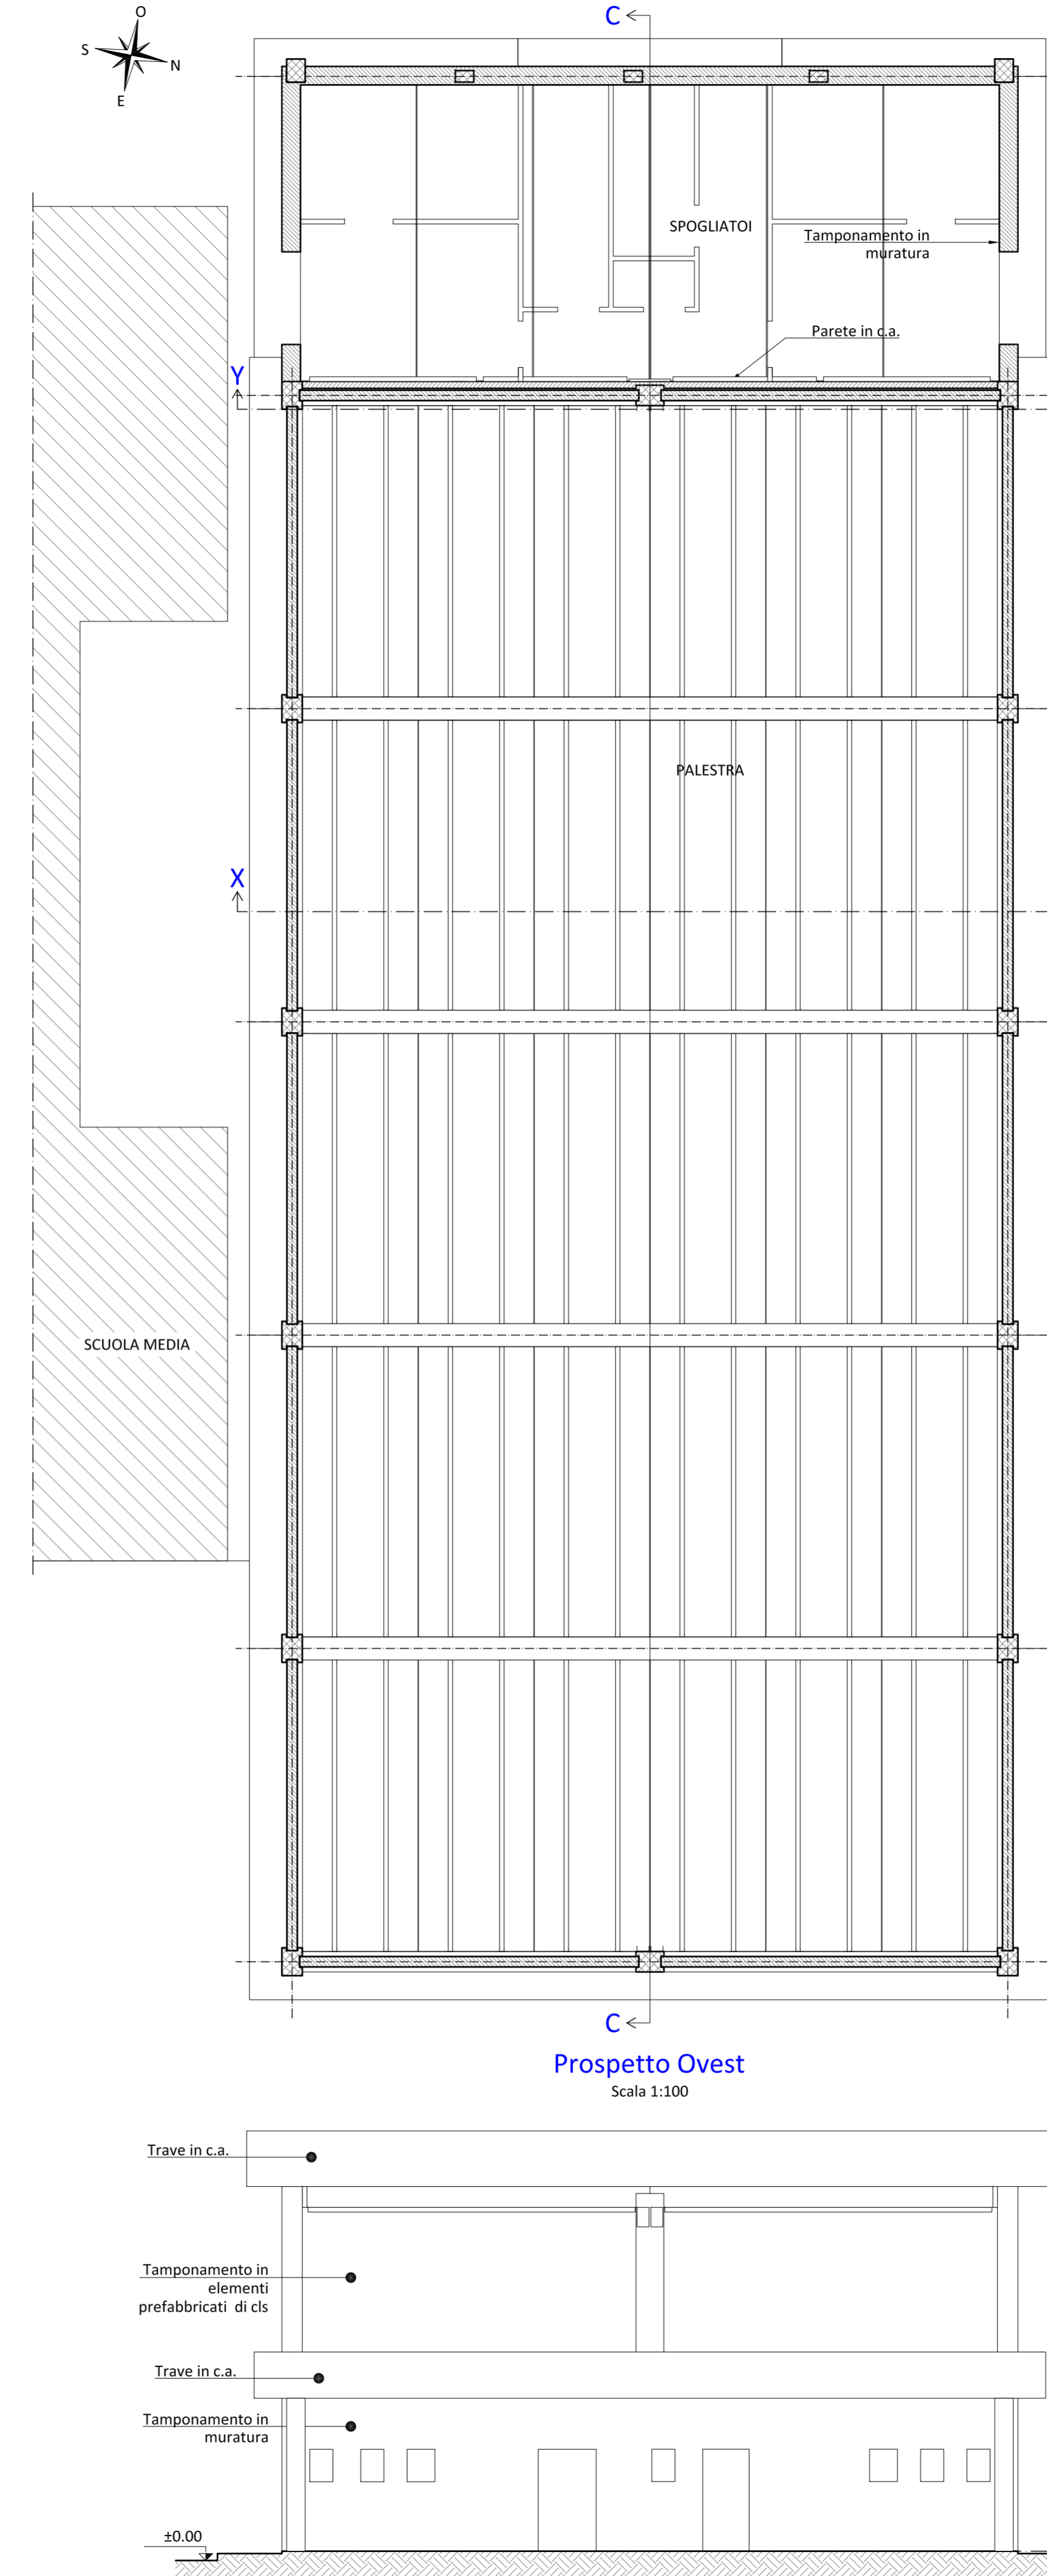 C
O
S
N
E
SPOGLIATOI
Tamponamento in
muratura
Parete in c.a.
Y
PALESTRA
X
SCUOLA MEDIA
C
Prospetto Ovest
Scala 1:100
Trave in c.a.
Tamponamento in
elementi
prefabbricati di cls
Trave in c.a.
Tamponamento in
muratura
±0.00